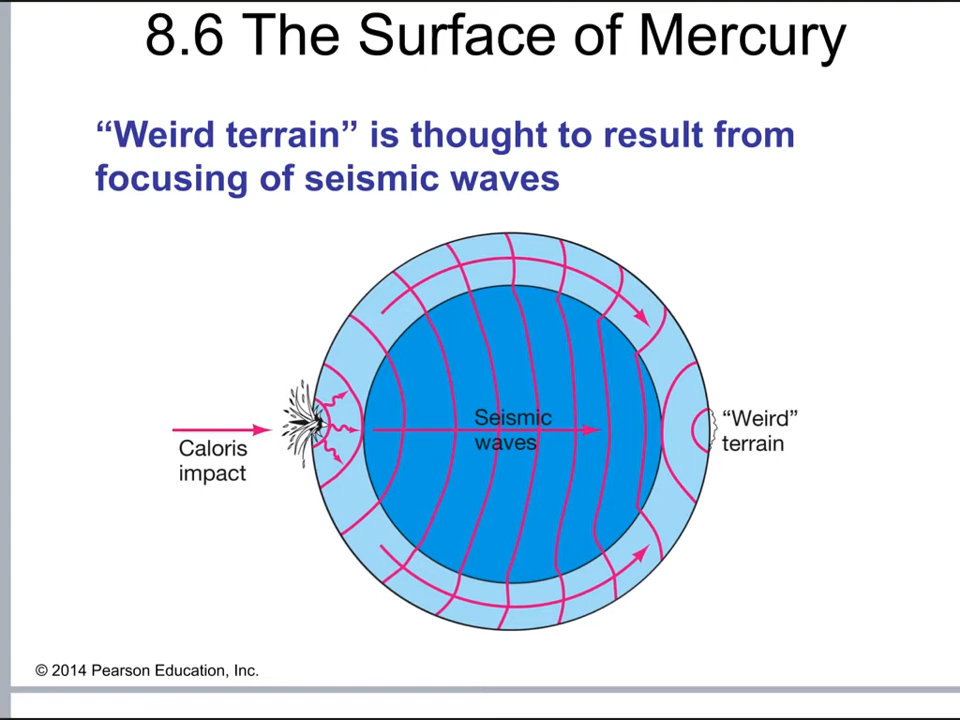 8.6 The Surface of Mercury
“Weird terrain” is thought to result from
focusing of seismic waves
Seismic
waves
Caloris
impact
“Weird”
terrain
© 2014 Pearson Education, Inc.